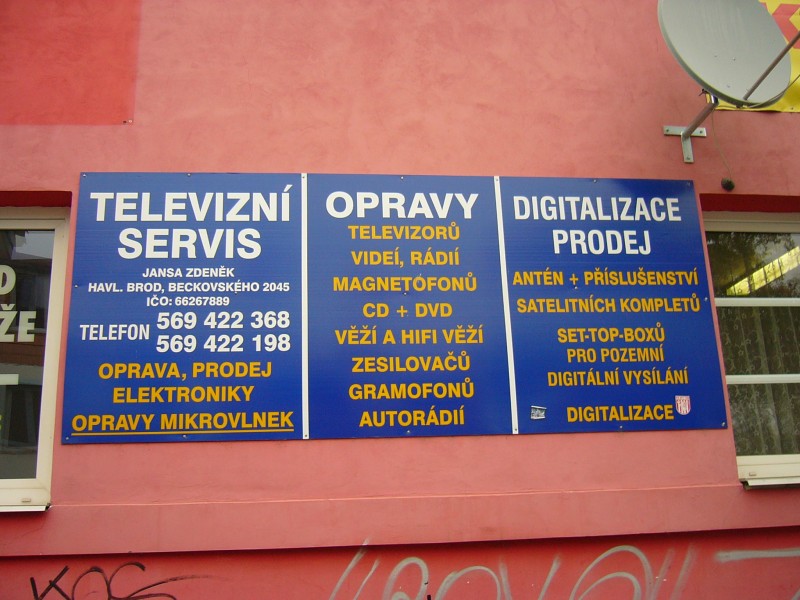 TELEVIZNÍ
SERVIS
JANSA ZDENĚK
HAVL. BROD, BECKOVSKÉHO 2045
IČO: 66267889
TELEFON 569 422 368
569 422 198
OPRAVA, PRODEJ
ELEKTRONIKY
OPRAVY MIKROVLNEK
OPRAVY
TELEVIZORŮ
VIDEÍ, RÁDIÍ
MAGNETOFONŮ
CD + DVD
VĚŽÍ A HIFI VĚŽÍ
ZESILOVAČŮ
GRAMOFONŮ
AUTORÁDIÍ
DIGITALIZACE
PRODEJ
ANTÉN + PŘÍSLUŠENSTVÍ
SATELITNÍCH KOMPLETŮ
SET-TOP-BOXŮ
PRO POZEMNÍ
DIGITÁLNÍ VYSÍLÁNÍ
DIGITALIZACE